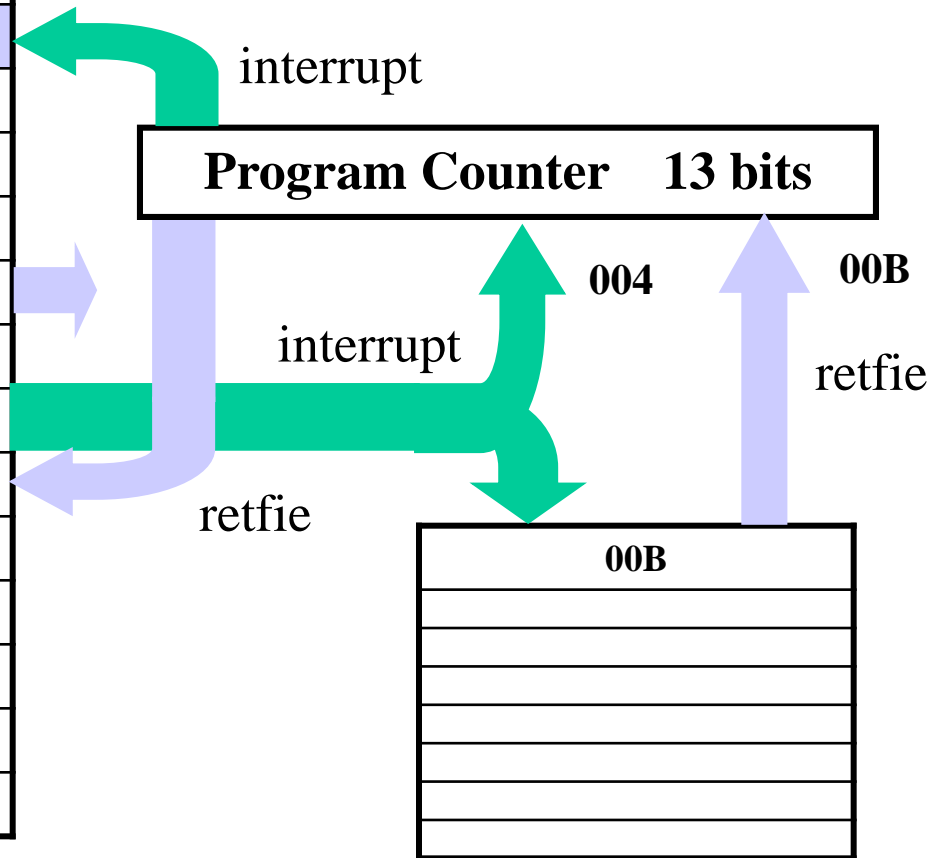 interrupt
Program Counter 13 bits
004
00B
interrupt
retfie
retfie
00B